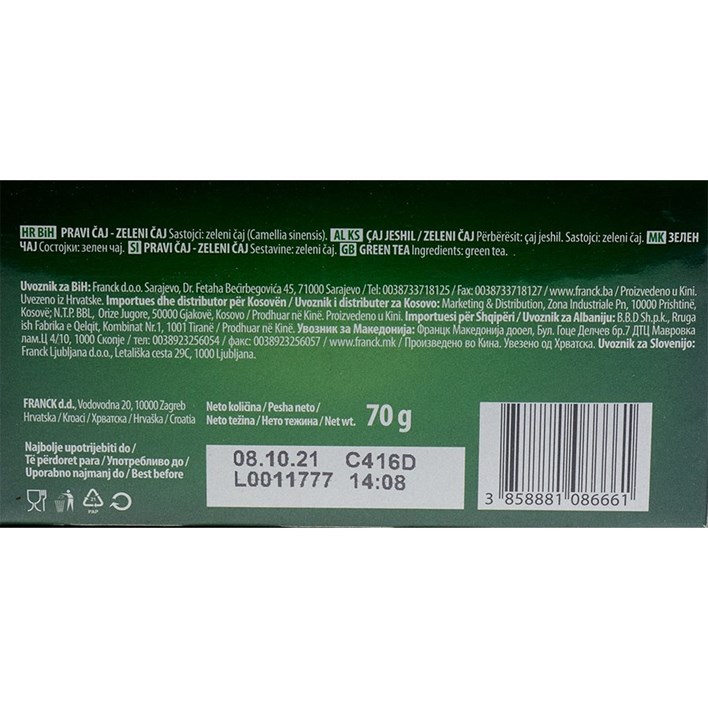 HR BiH PRAVI ČAJ - ZELENI ČAJ Sastojci: zeleni čaj (Camellia sinensis). AL KS ÇAJ JESHIL / ZELENI ČAJ Përbërësit: çaj jeshil. Sastojci: zeleni čaj. MK ЗЕЛЕН
ЧАЈ Состојки: зелен чај. SI PRAVI ČAJ - ZELENI ČAJ Sestavine: zeleni čaj. GB GREEN TEA Ingredients: green tea.
Uvoznik za BiH: Franck d.o.o. Sarajevo, Dr. Fetaha Bećirbegovića 45, 71000 Sarajevo / Tel: 0038733718125 / Fax: 0038733718127 / www.franck.ba / Proizvedeno u Kini.
Uvezeno iz Hrvatske. Importues dhe distributor për Kosovën / Uvoznik i distributer za Kosovo: Marketing & Distribution, Zona Industriale Pn, 10000 Prishtinë,
Kosovë; N.T.P. BBL, Orize Jugore, 50000 Gjakovë, Kosovo / Prodhuar në Kinë. Proizvedeno u Kini. Importuesi për Shqipëri / Uvoznik za Albaniju: B.B.D Sh.p.k., Rruga
ish Fabrika e Qelqit, Kombinat Nr.1, 1001 Tiranë / Prodhuar në Kinë. Увозник за Македонија: Францк Македонија дооел, Бул. Гоце Делчев бр.7 ДТЦ Мавровка
лам.Ц 4/10, 1000 Скопје / тел: 0038923256054 / факс: 0038923256057 / www.franck.mk / Произведено во Кина. Увезено од Хрватска. Uvoznik za Slovenijo:
Franck Ljubljana d.o.o., Letališka cesta 29C, 1000 Ljubljana.
FRANCK d.d., Vodovodna 20, 10000 Zagreb
Hrvatska / Kroaci / Хрватска / Hrvaška / Croatia
Neto količina / Pesha neto /
Neto težina / Нето тежина / Net wt. 70 g
Najbolje upotrijebiti do /
Të përdoret para / Употребливо до /
Uporabno najmanj do / Best before
08.10.21 C416D
L0011777 14:08
21
PAP
3 858881 086661